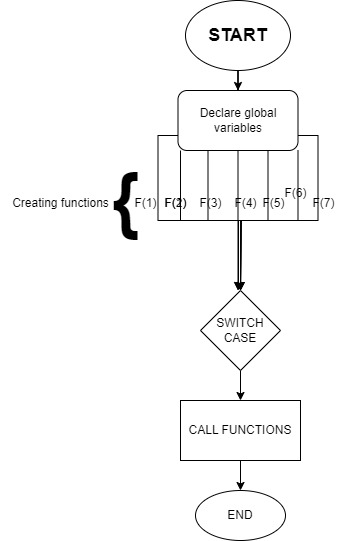 START
Declare global
variables
F(6)
Creating functions F(1) F(2) F(3) F(4) F(5) F(7)
SWITCH
CASE
CALL FUNCTIONS
END